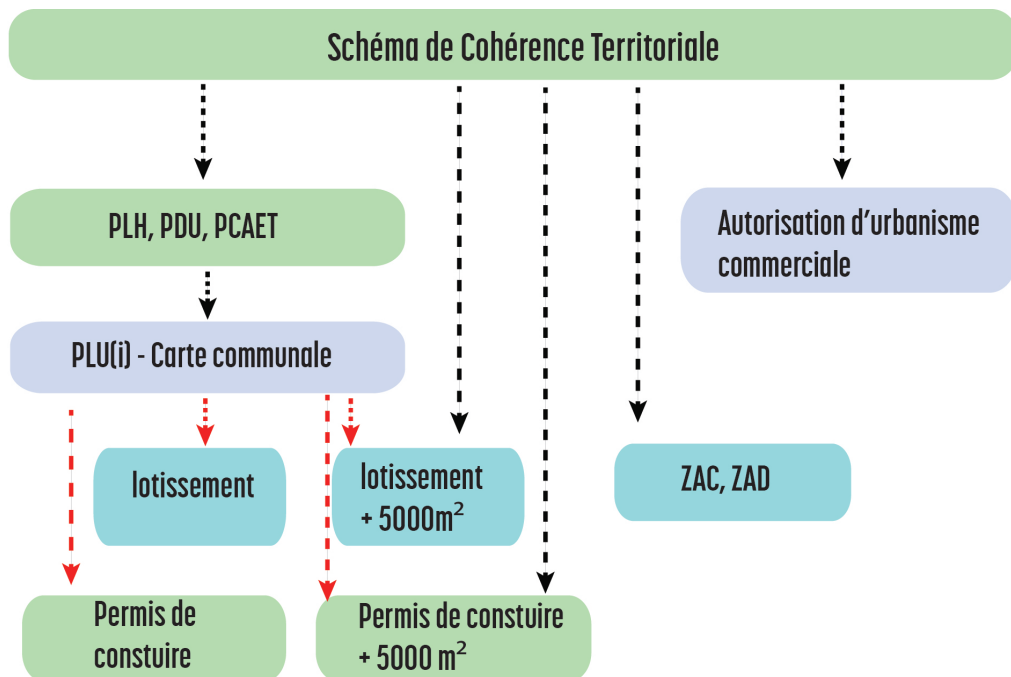 Schéma de Cohérence Territoriale
PLH, PDU, PCAET
Autorisation d'urbanisme
commerciale
PLU(i) - Carte communale
lotissement
lotissement
+ 5000m²
ZAC, ZAD
Permis de
constuire
Permis de constuire
+ 5000 m²